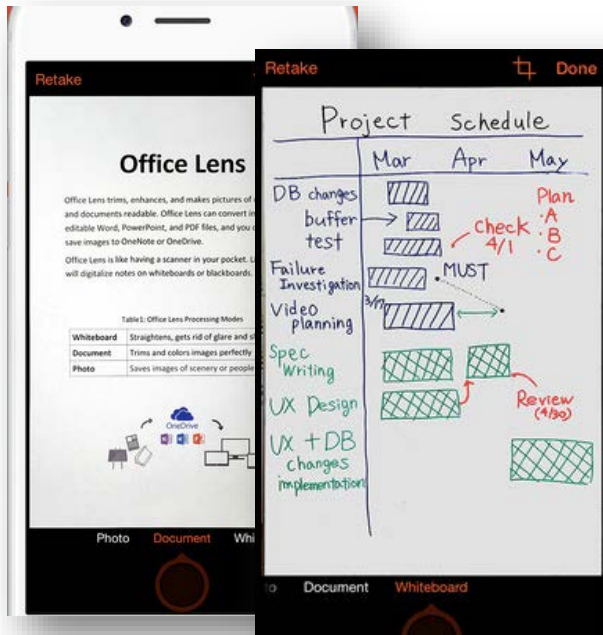 Retake
Office Lens
Office Lens trims, enhances, and makes pictures of
and documents readable. Office Lens can convert
editable Word, PowerPoint, and PDF files, and you
save images to OneNote or OneDrive.
Office Lens is like having a scanner in your pocket.
will digitalize notes on whiteboards or blackboards.
Table1: Office Lens Processing Modes
Whiteboard Straightens, gets rid of glare and
Document Trims and colors images perfectly
Photo Saves images of scenery or people
OneDrive
Photo Document
Retake Done
Project Schedule
Mar Apr May
DB changes
buffer
test
Plan
·A
·B
·C
check
4/1
Failure
Investigation
MUST
3/17
Video
planning
Spec
Writing
UX Design
Review
(4/30)
UX + DB
changes
implementation
Document Whiteboard